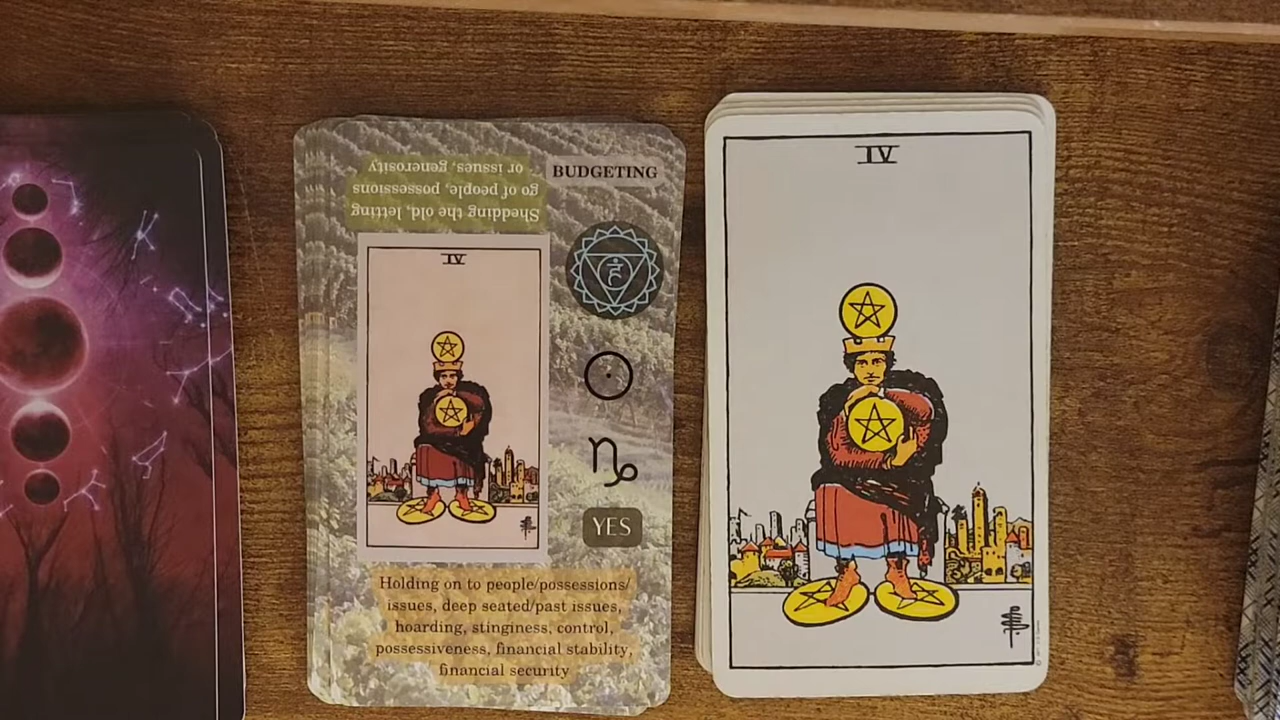 BUDGETING
Shedding the old, letting
go of people, possessions
or issues, generosity
IV
YES
Holding on to people/possessions/
issues, deep seated/past issues,
hoarding, stinginess, control,
possessiveness, financial stability,
financial security
IV